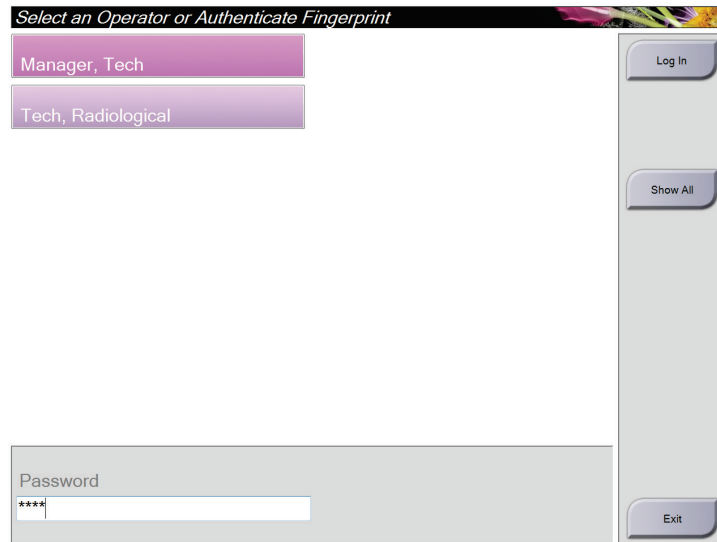 Select an Operator or Authenticate Fingerprint
Manager, Tech
Log In
Tech, Radiological
Show All
Password
****
Exit